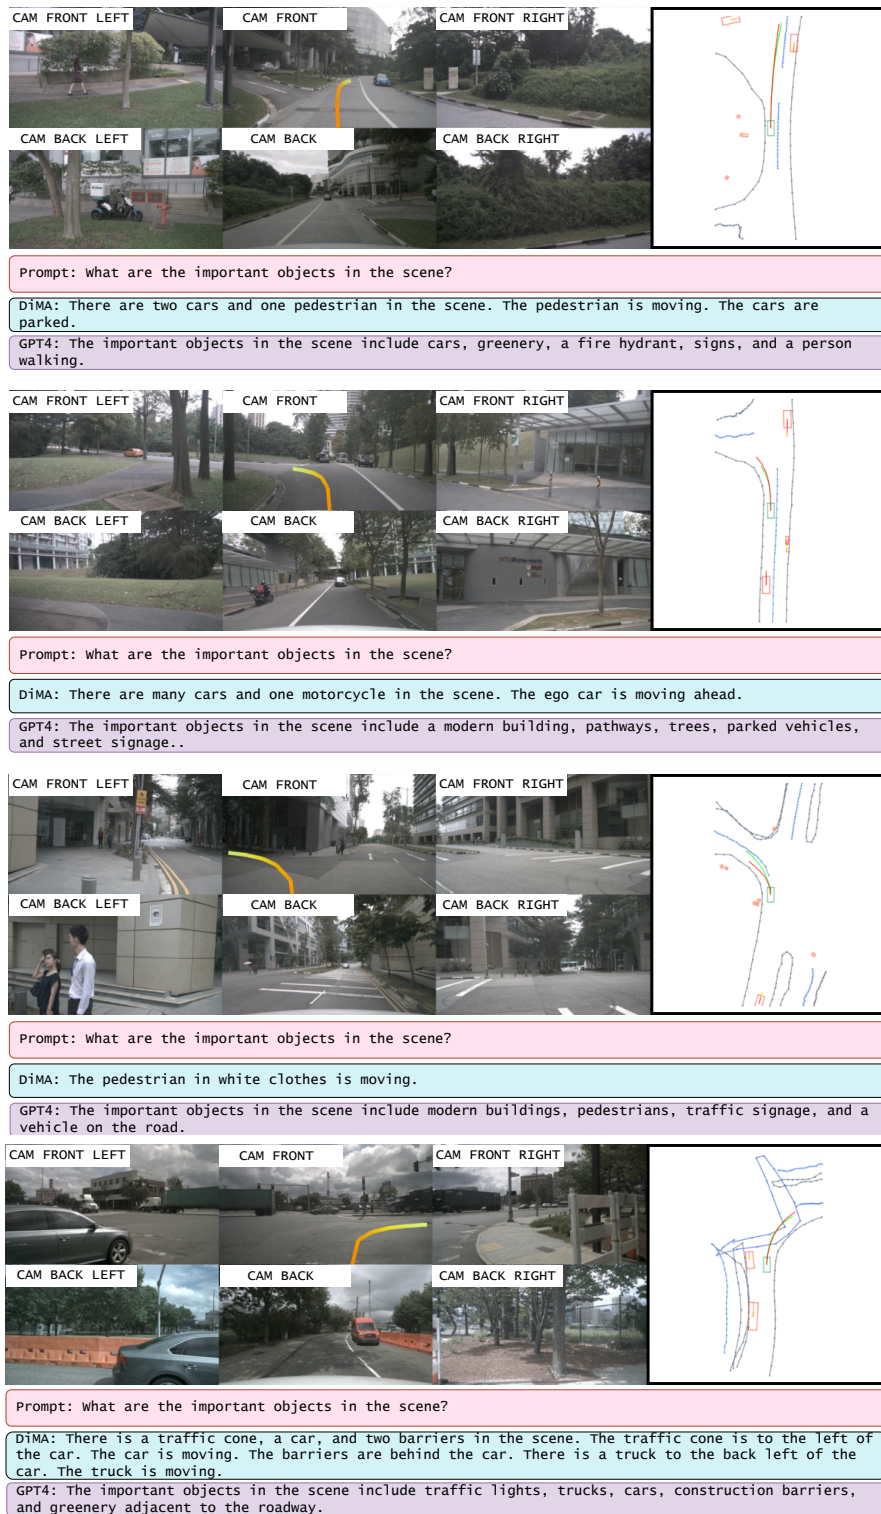 CAM FRONT LEFT
CAM FRONT
CAM FRONT RIGHT
CAM BACK LEFT
CAM BACK
CAM BACK RIGHT
Prompt: What are the important objects in the scene?
DiMA: There are two cars and one pedestrian in the scene. The pedestrian is moving. The cars are
parked.
GPT4: The important objects in the scene include cars, greenery, a fire hydrant, signs, and a person
walking.
CAM FRONT LEFT
CAM FRONT
CAM FRONT RIGHT
CAM BACK LEFT
CAM BACK
CAM BACK RIGHT
Prompt: What are the important objects in the scene?
DiMA: There are many cars and one motorcycle in the scene. The ego car is moving ahead.
GPT4: The important objects in the scene include a modern building, pathways, trees, parked vehicles,
and street signage..
CAM FRONT LEFT
CAM FRONT
CAM FRONT RIGHT
CAM BACK LEFT
CAM BACK
CAM BACK RIGHT
Prompt: What are the important objects in the scene?
DiMA: The pedestrian in white clothes is moving.
GPT4: The important objects in the scene include modern buildings, pedestrians, traffic signage, and a
vehicle on the road.
CAM FRONT LEFT
CAM FRONT
CAM FRONT RIGHT
CAM BACK LEFT
CAM BACK
CAM BACK RIGHT
Prompt: What are the important objects in the scene?
DiMA: There is a traffic cone, a car, and two barriers in the scene. The traffic cone is to the left of
the car. The car is moving. The barriers are behind the car. There is a truck to the back left of the
car. The truck is moving.
GPT4: The important objects in the scene include traffic lights, trucks, cars, construction barriers,
and greenery adjacent to the roadway.